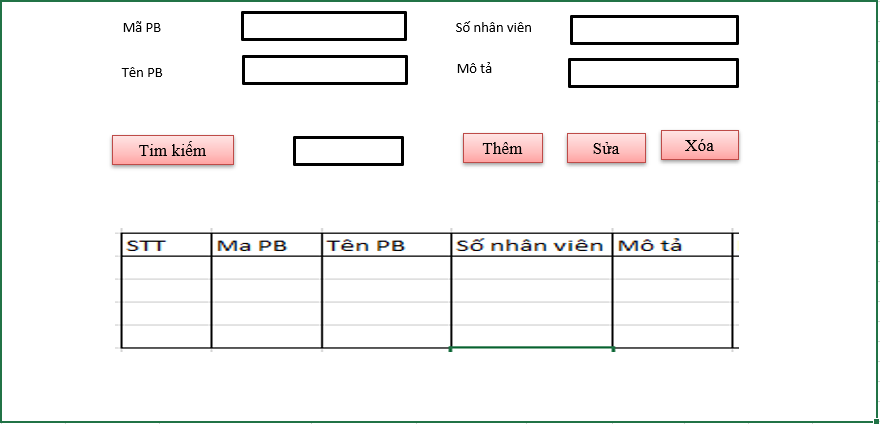 Mã PB
Số nhân viên
Tên PB
Mô tả
Tim kiếm
Thêm
Sửa
Xóa
STT Ma PB Tên PB Số nhân viên Mô tả